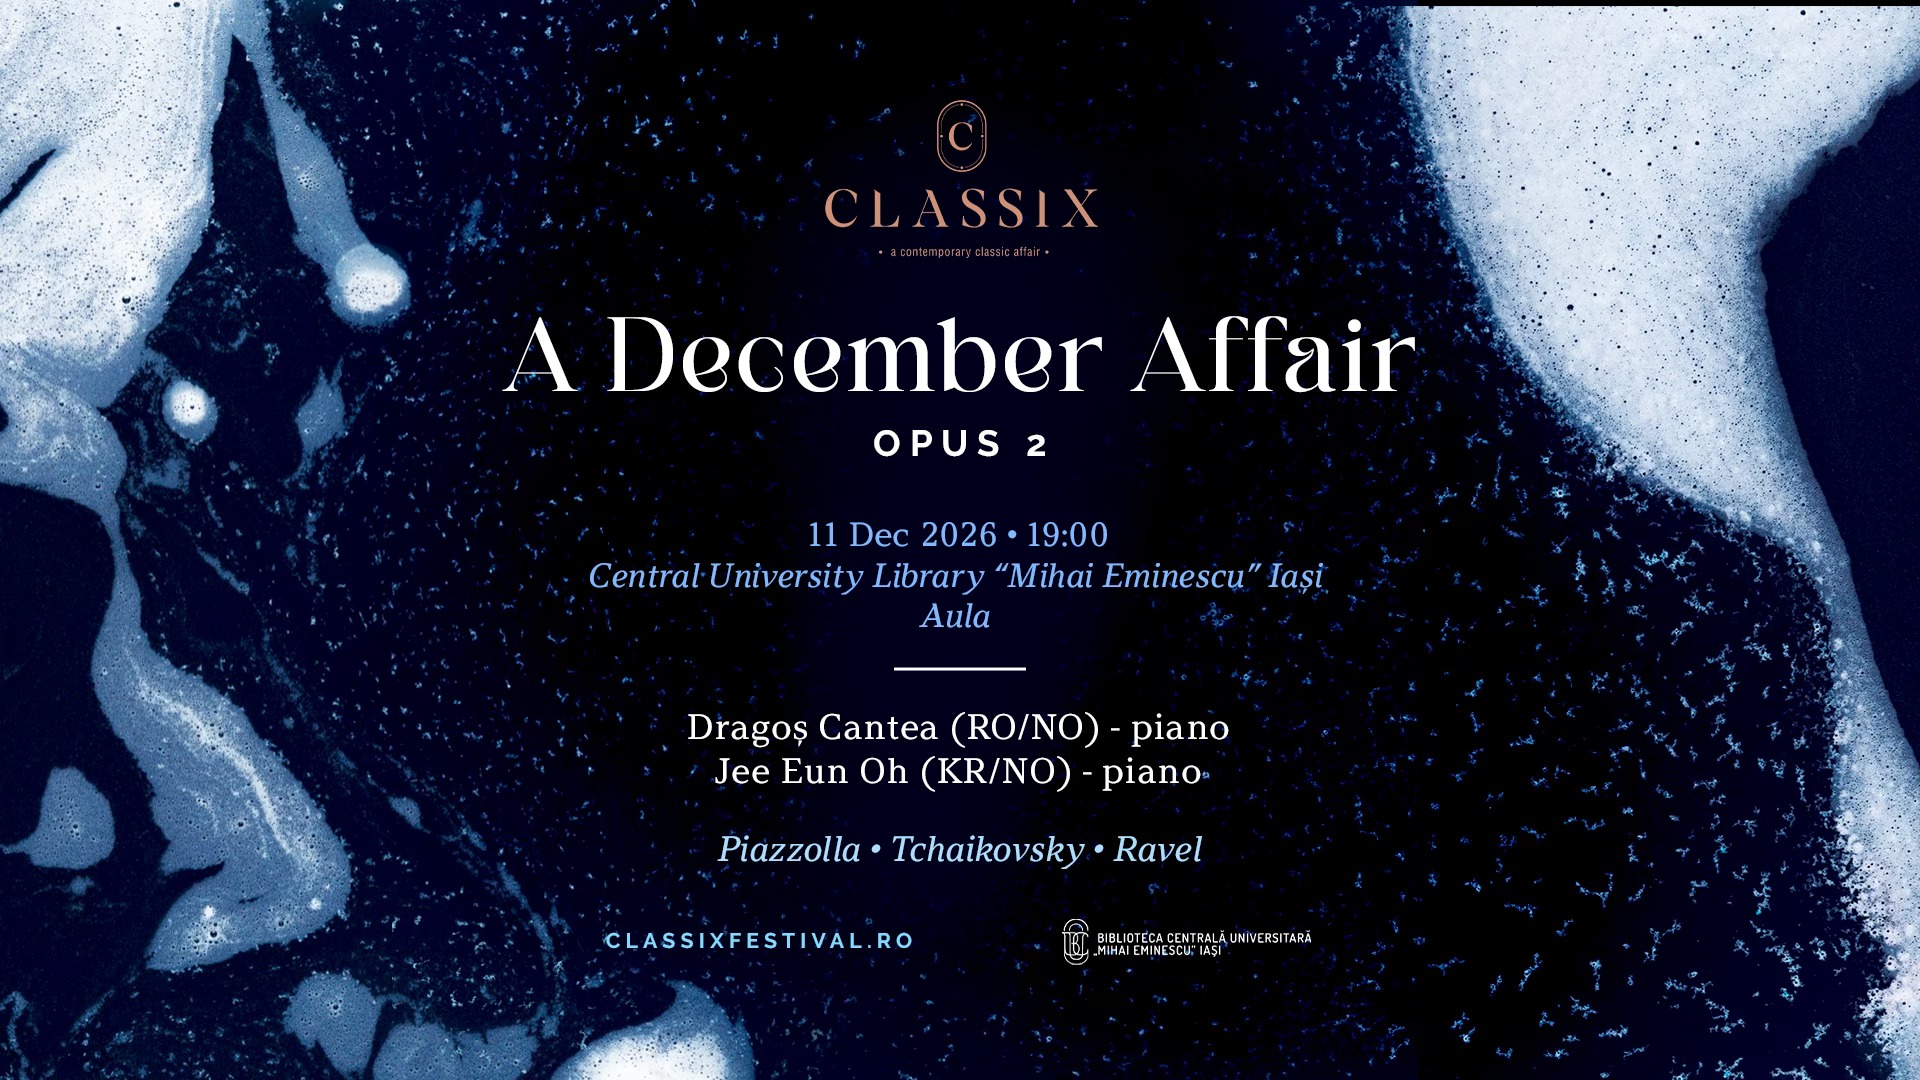 C
CLASSIX
• a contemporary classic affair •
A December Affair
OPUS 2
11 Dec 2026 • 19:00
Central University Library “Mihai Eminescu” Iași
Aula
Dragoș Cantea (RO/NO) - piano
Jee Eun Oh (KR/NO) - piano
Piazzolla • Tchaikovsky • Ravel
CLASSIXFESTIVAL.RO
BIBLIOTECA CENTRALĂ UNIVERSITARĂ
„MIHAI EMINESCU” IAȘI